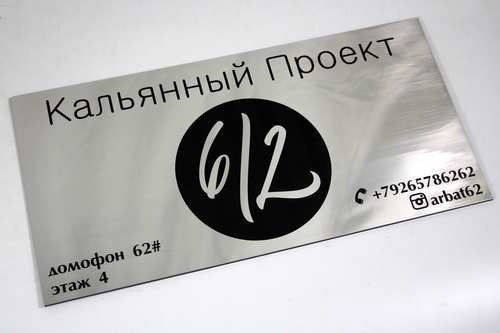 Кальянный Проект
6|2
домофон 62#
этаж 4
+79265786262
arbat62